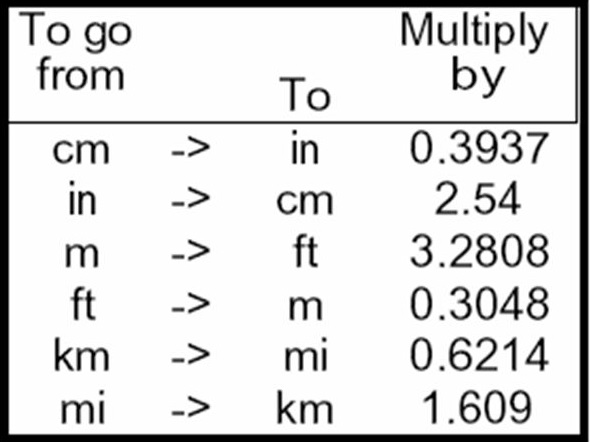 To go from To Multiply by
cm -> in 0.3937
in -> cm 2.54
m -> ft 3.2808
ft -> m 0.3048
km -> mi 0.6214
mi -> km 1.609